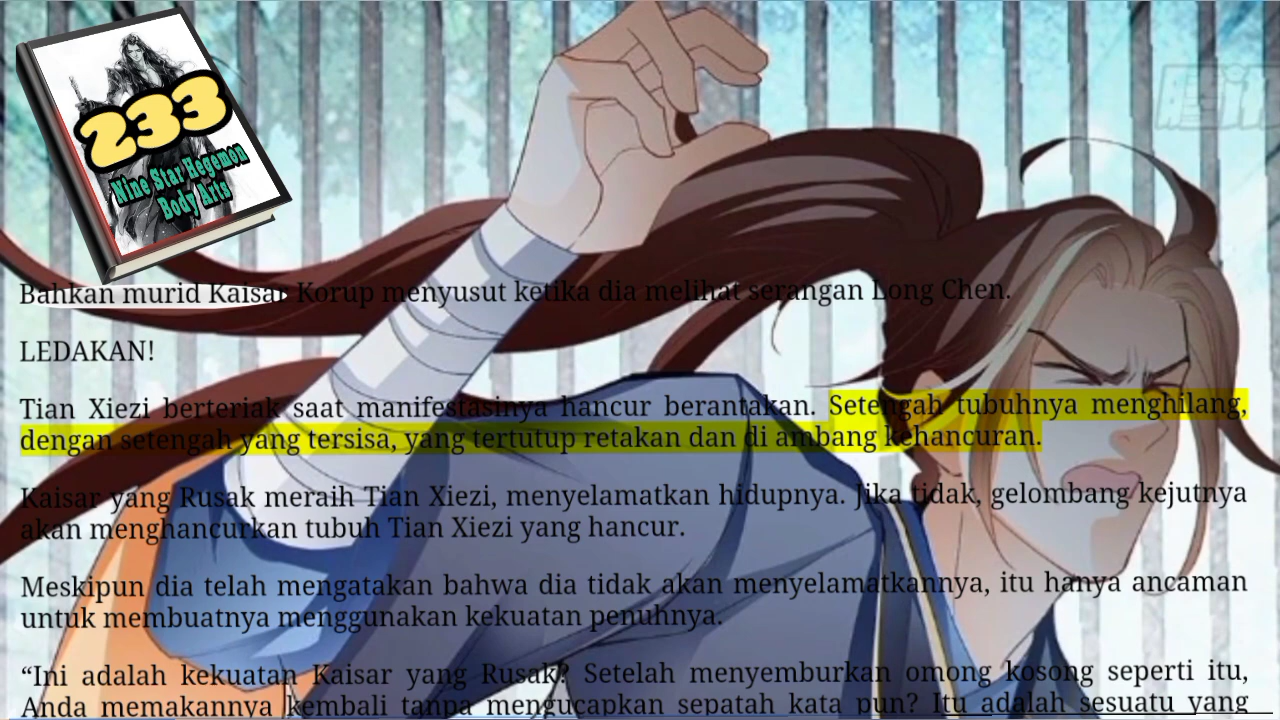 233
Nine Star Hegemon
Body Arts
Bahkan murid Kaisar Korup menyusut ketika dia melihat serangan Long Chen.
LEDAKAN!
Tian Xiezi berteriak saat manifestasinya hancur berantakan. Setengah tubuhnya menghilang,
dengan setengah yang tersisa, yang tertutup retakan dan di ambang kehancuran.
Kaisar yang Rusak meraih Tian Xiezi, menyelamatkan hidupnya. Jika tidak, gelombang kejutnya
akan menghancurkan tubuh Tian Xiezi yang hancur.
Meskipun dia telah mengatakan bahwa dia tidak akan menyelamatkannya, itu hanya ancaman
untuk membuatnya menggunakan kekuatan penuhnya.
“Ini adalah kekuatan Kaisar yang Rusak? Setelah menyemburkan omong kosong seperti itu,
Anda memakannya kembali tanpa mengucapkan sepatah kata pun? Itu adalah sesuatu yang